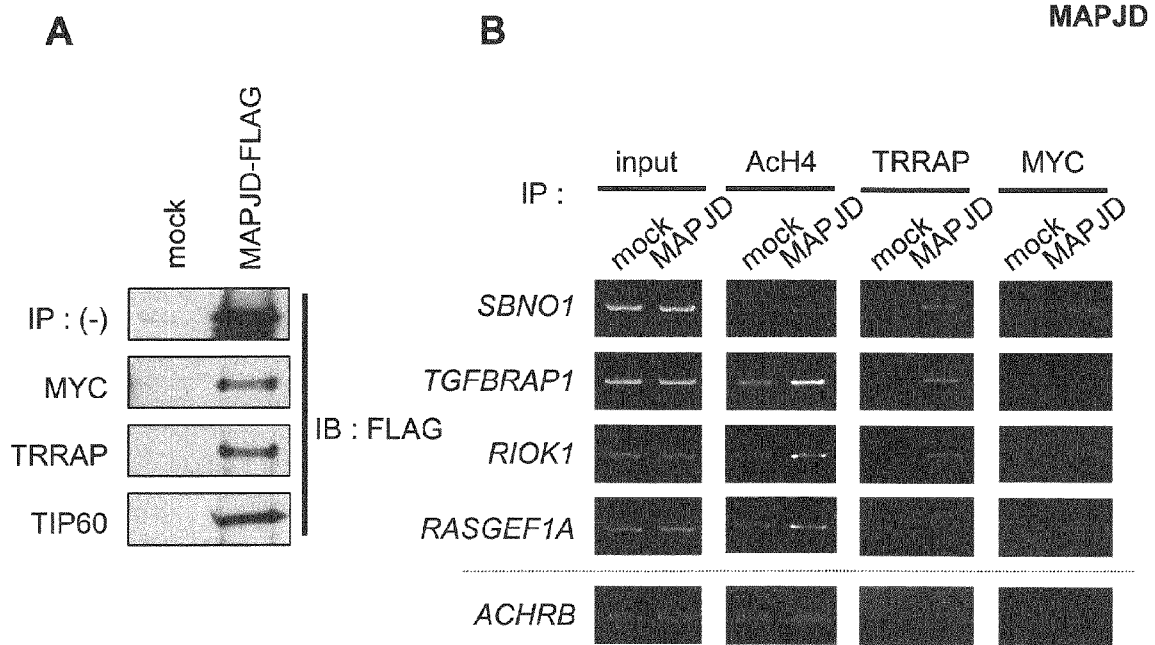 MAPJD
A
B
mock
MAPJD-FLAG
IP : (-)
MYC
TRRAP
TIP60
IB : FLAG
input AcH4 TRRAP MYC
IP :
mock MAPJD mock MAPJD mock MAPJD mock MAPJD
SBNO1
TGFBRAP1
RIOK1
RASGEF1A
ACHRB